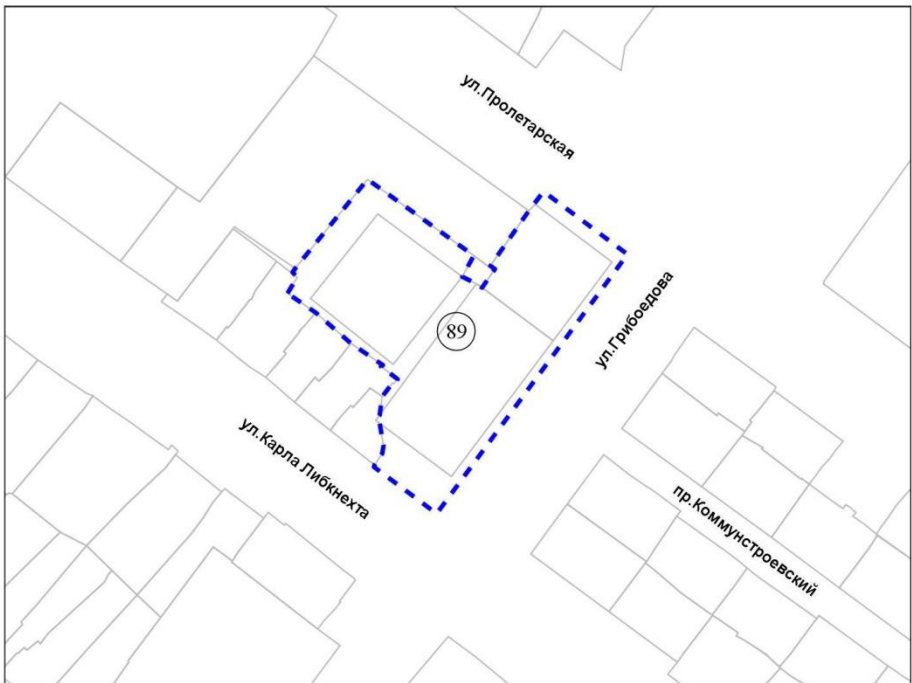 ул.Пролетарская
ул.Грибоедова
89
ул.Карла Либкнехта
пр.Коммунстроевский